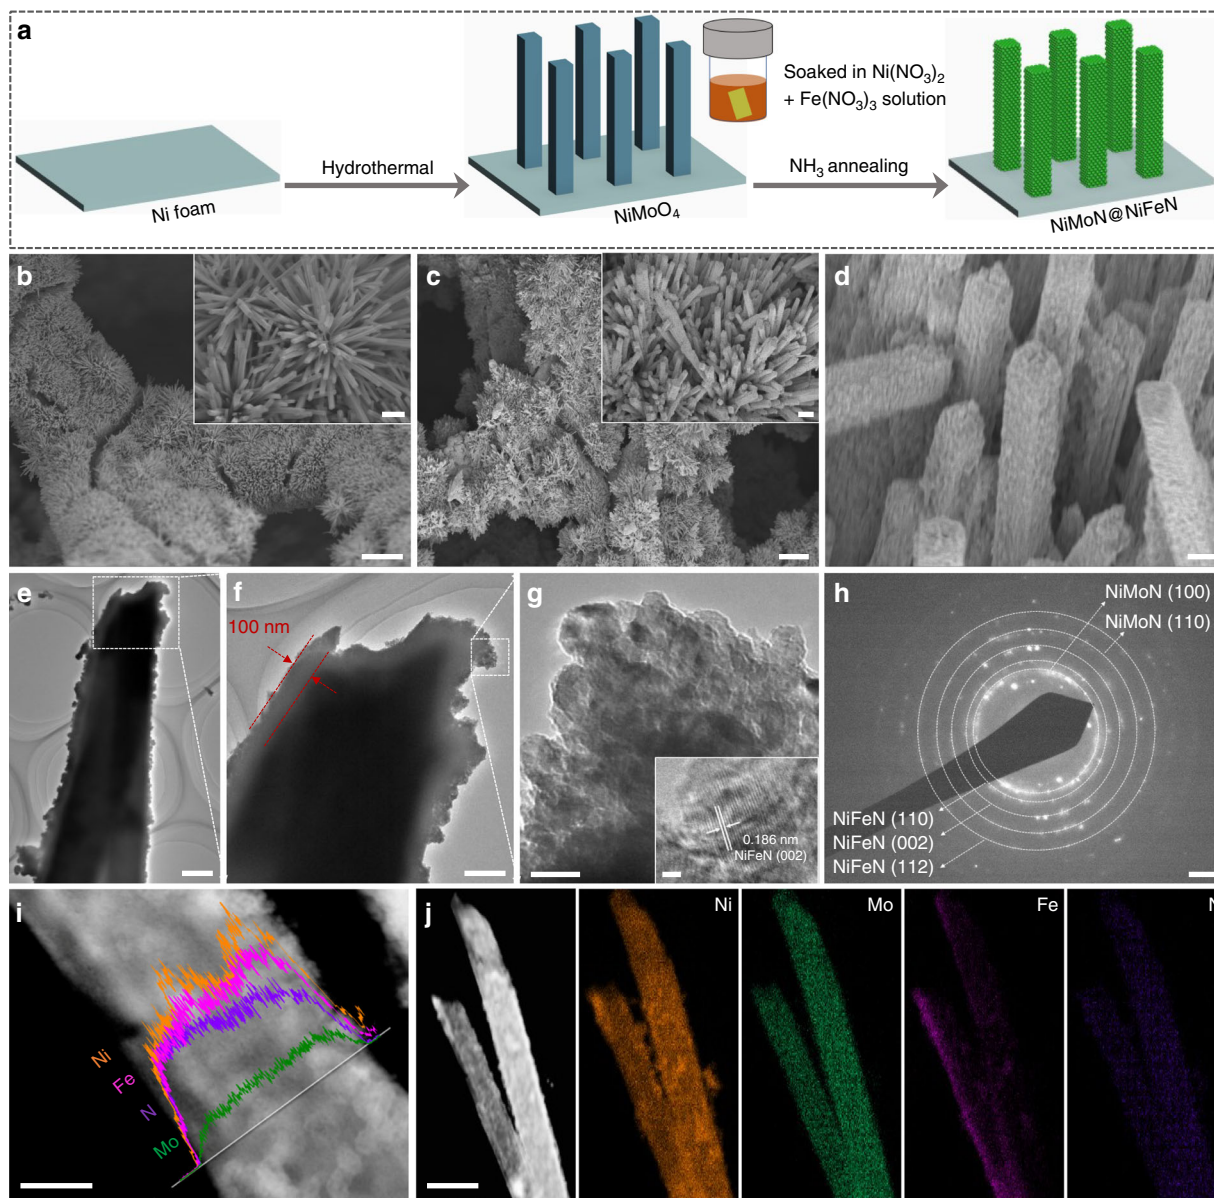 a
Soaked in Ni(NO₃)₂
+ Fe(NO₃)₃ solution
Hydrothermal
NH₃ annealing
Ni foam
NiMoO₄
NiMoN@NiFeN
b
c
d
e
f
100 nm
g
0.186 nm
NiFeN (002)
h
NiMoN (100)
NiMoN (110)
NiFeN (110)
NiFeN (002)
NiFeN (112)
i
Ni
Fe
N
Mo
j
Ni
Mo
Fe
N